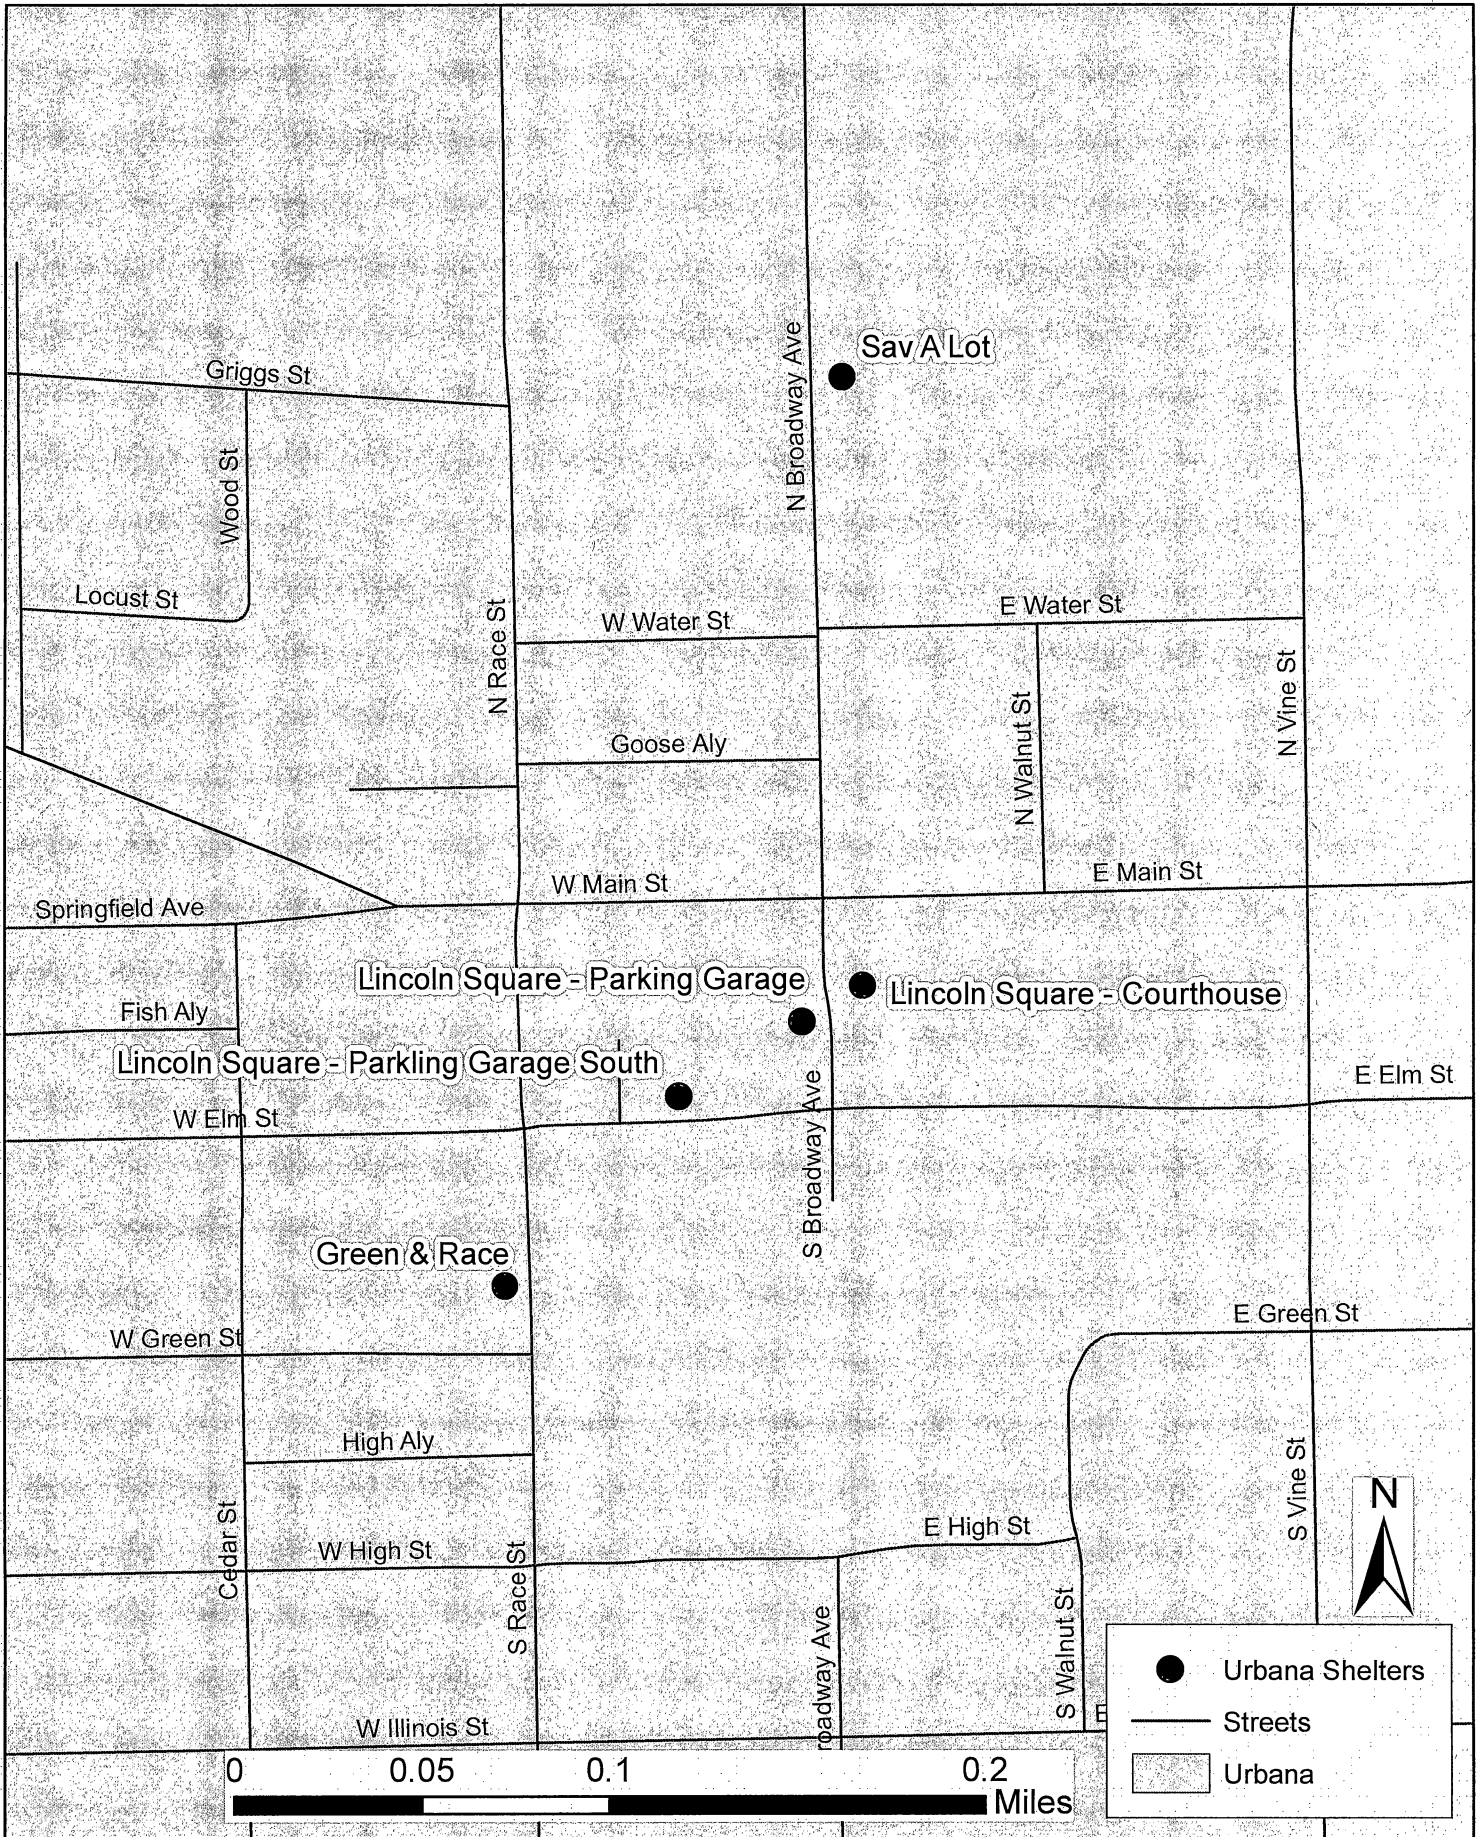 Sav A Lot
N Broadway Ave
Griggs St
Wood St
Locust St
W Water St
E Water St
N Race St
N Vine St
N Walnut St
Goose Aly
W Main St
E Main St
Springfield Ave
Lincoln Square - Parking Garage
Lincoln Square - Courthouse
Fish Aly
Lincoln Square - Parkling Garage South
E Elm St
W Elm St
S Broadway Ave
Green & Race
E Green St
W Green St
High Aly
S Vine St
N
Cedar St
W High St
E High St
S Race St
S Walnut St
roadway Ave
W Illinois St
E
Urbana Shelters
Streets
Urbana
0 0.05 0.1 0.2
Miles